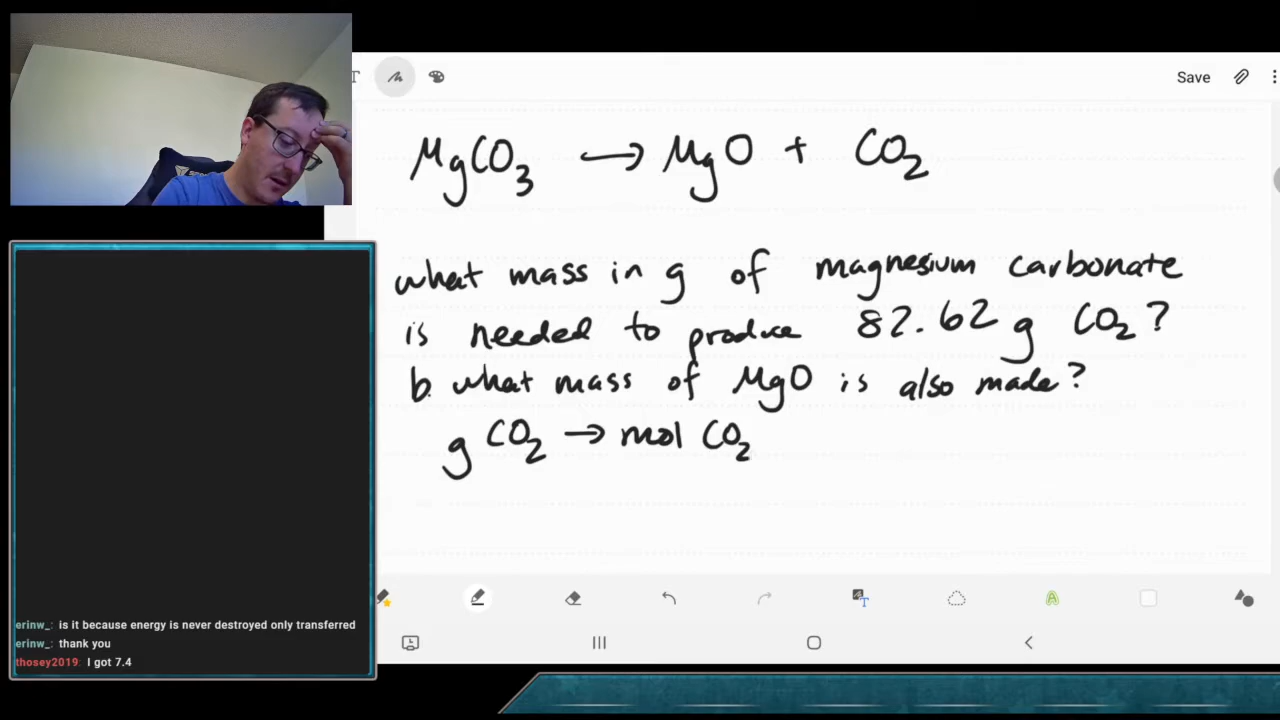 T
Save
MgCO₃ → MgO + CO₂
what mass in g of magnesium carbonate
is needed to produce 82.62 g CO₂?
b. what mass of MgO is also made?
g CO₂ → mol CO₂
erinw_: is it because energy is never destroyed only transferred
erinw_: thank you
thosey2019: I got 7.4